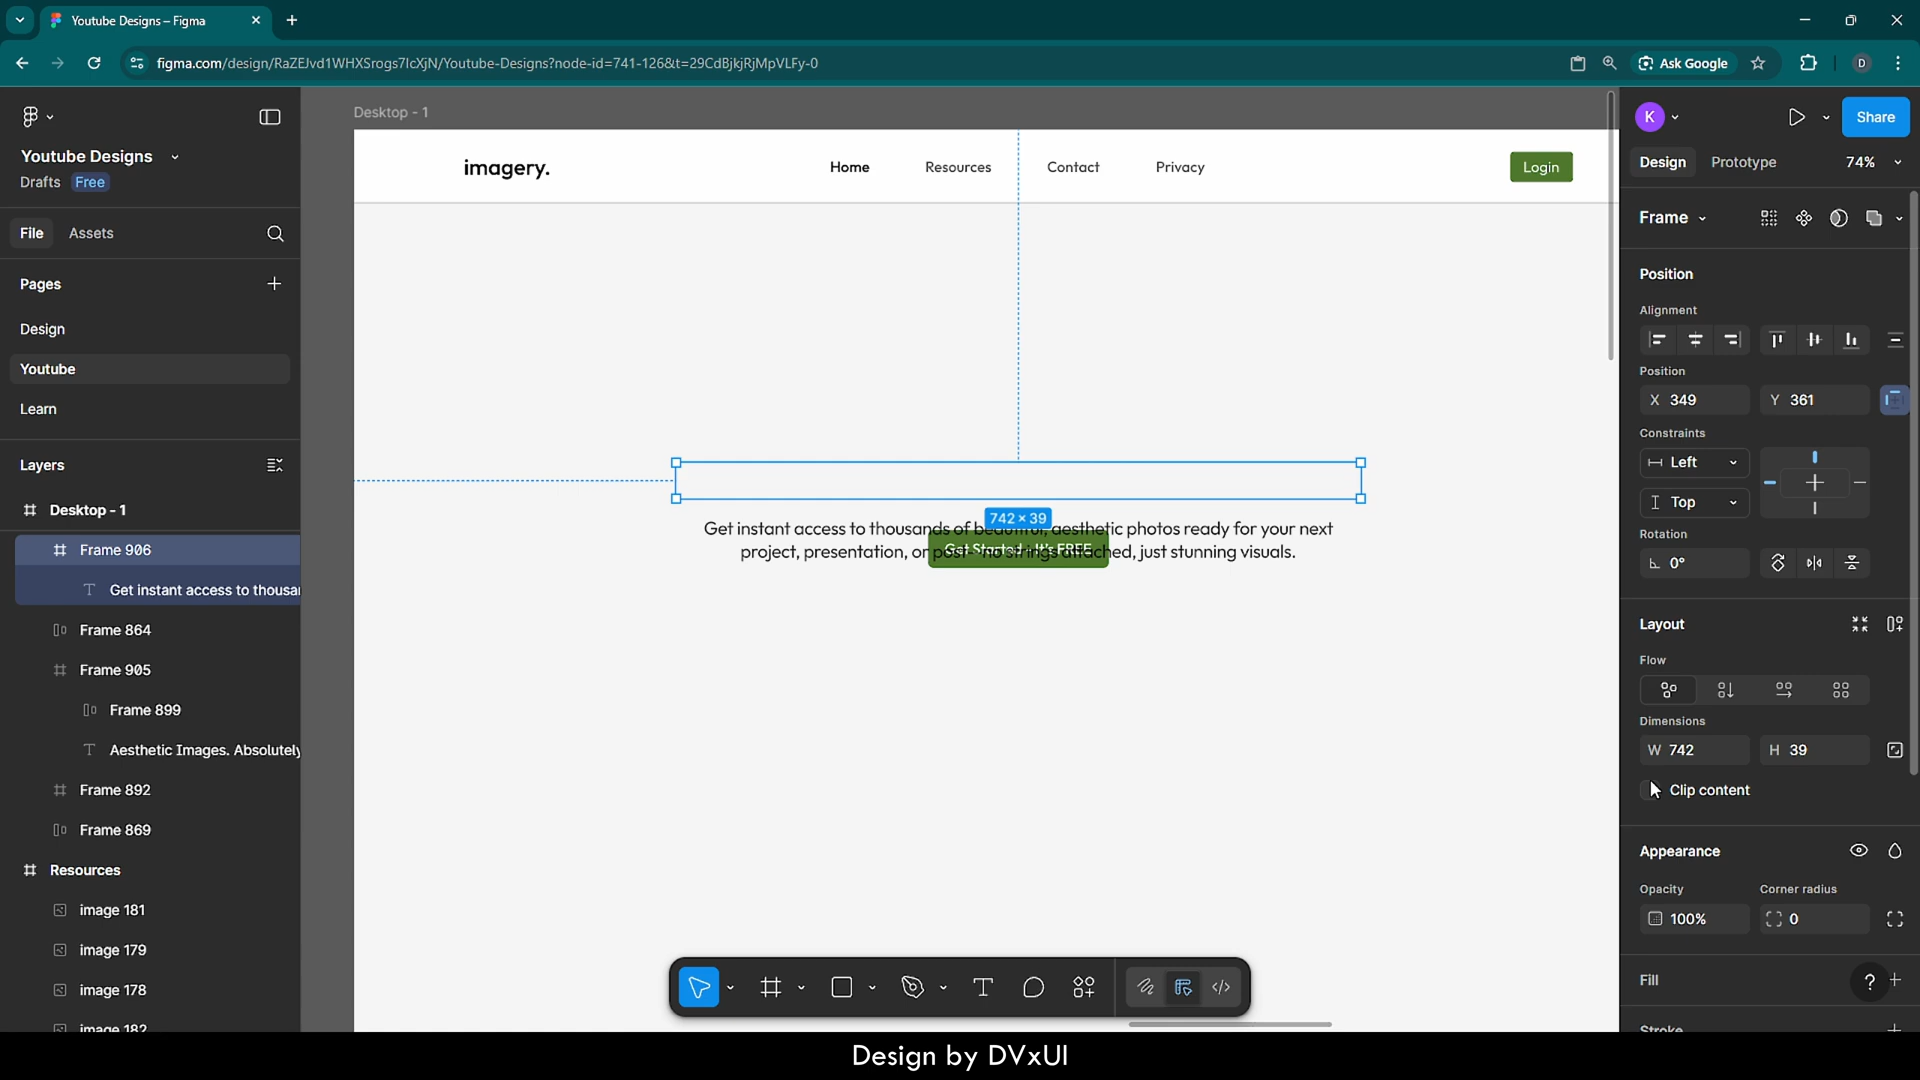 Youtube Designs – Figma
figma.com/design/RaZEJvd1WHXSrogs7IcXjN/Youtube-Designs?node-id=741-126&t=29CdBjkjRjMpVLFy-0
Ask Google
D
Youtube Designs
Drafts
Free
File
Assets
Pages
Design
Youtube
Learn
Layers
Desktop - 1
Frame 906
Get instant access to thousa
Frame 864
Frame 905
Frame 899
Aesthetic Images. Absolutely
Frame 892
Frame 869
Resources
image 181
image 179
image 178
image 182
Desktop - 1
imagery.
Home
Resources
Contact
Privacy
Login
742 × 39
Get instant access to thousands of beautiful, aesthetic photos ready for your next
project, presentation, or post- no strings attached, just stunning visuals.
Get Started - It's FREE
K
Share
Design
Prototype
74%
Frame
Position
Alignment
Position
X 349
Y 361
Constraints
Left
Top
Rotation
0°
Layout
Flow
Dimensions
W 742
H 39
Clip content
Appearance
Opacity
Corner radius
100%
0
Fill
?
Stroke
Design by DVxUI